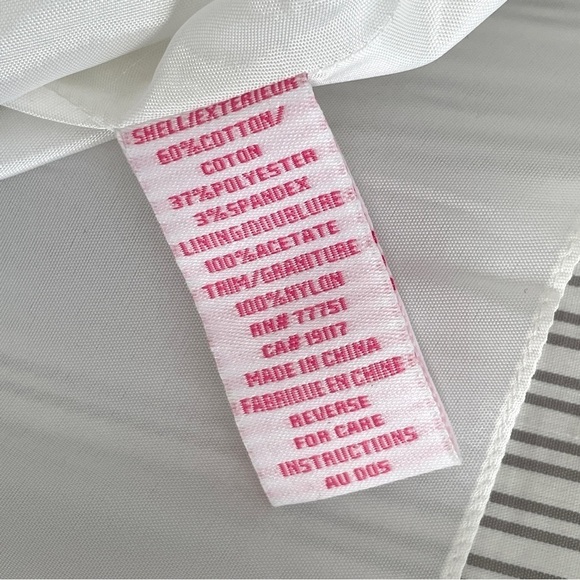 SHELL/EXTERIEUR
60%COTTON/
COTON
37%POLYESTER
3%SPANDEX
LINING/DOUBLURE
100%ACETATE
TRIM/GRANITURE
100%NYLON
RN# 77751
CA# 19117
MADE IN CHINA
FABRIQUE EN CHINE
REVERSE
FOR CARE
INSTRUCTIONS
AU DOS